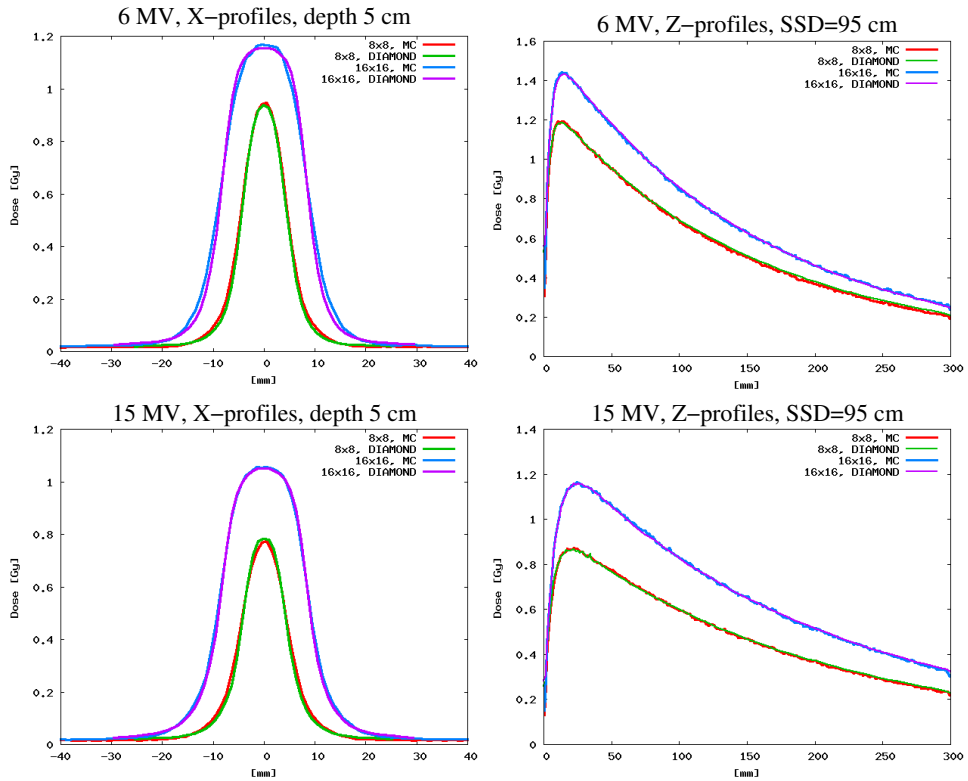 6 MV, X−profiles, depth 5 cm
8x8, MC
8x8, DIAMOND
16x16, MC
16x16, DIAMOND
Dose [Gy]
1.2
1
0.8
0.6
0.4
0.2
0
−40
−30
−20
−10
0
10
20
30
40
[mm]
6 MV, Z−profiles, SSD=95 cm
8x8, MC
8x8, DIAMOND
16x16, MC
16x16, DIAMOND
Dose [Gy]
1.6
1.4
1.2
1
0.8
0.6
0.4
0.2
0
0
50
100
150
200
250
300
[mm]
15 MV, X−profiles, depth 5 cm
8x8, MC
8x8, DIAMOND
16x16, MC
16x16, DIAMOND
Dose [Gy]
1.2
1
0.8
0.6
0.4
0.2
0
−40
−30
−20
−10
0
10
20
30
40
[mm]
15 MV, Z−profiles, SSD=95 cm
8x8, MC
8x8, DIAMOND
16x16, MC
16x16, DIAMOND
Dose [Gy]
1.4
1.2
1
0.8
0.6
0.4
0.2
0
0
50
100
150
200
250
300
[mm]